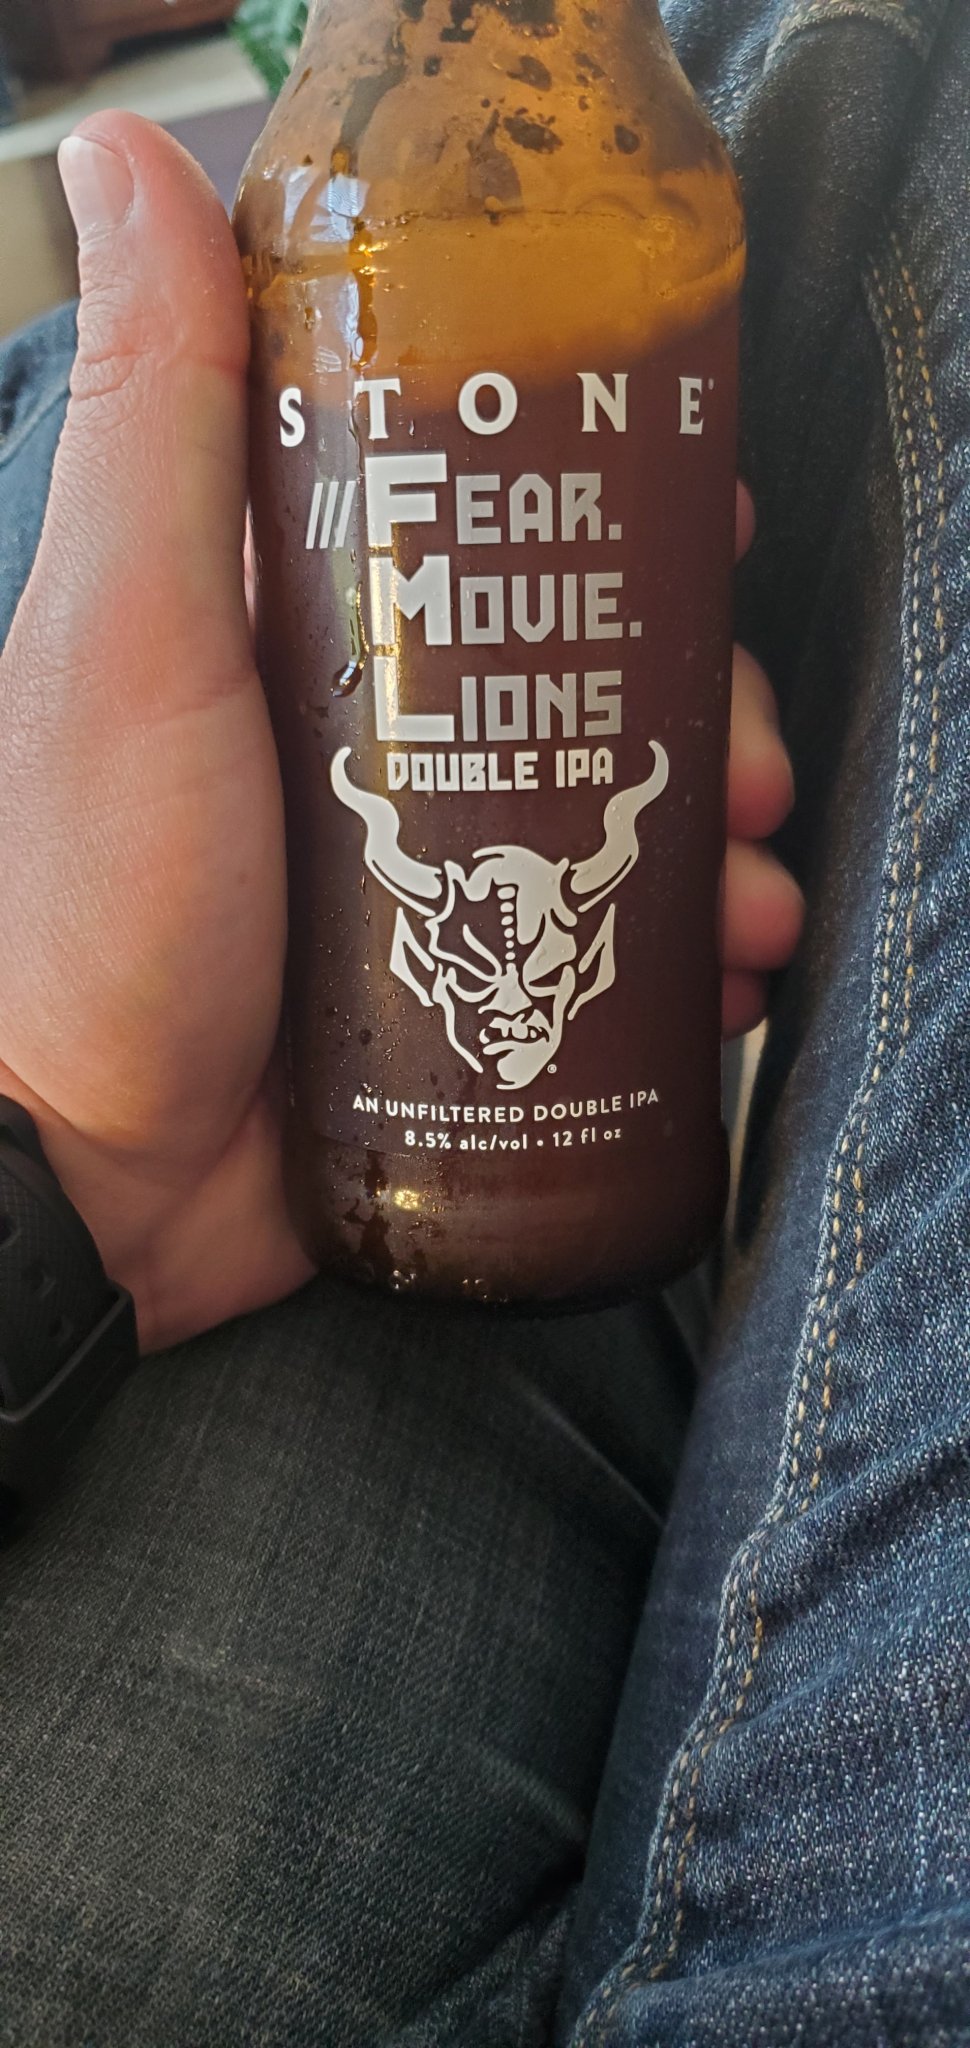 STONE®
///FEAR.
MOVIE.
LIONS
DOUBLE IPA
®
AN UNFILTERED DOUBLE IPA
8.5% alc/vol • 12 fl oz